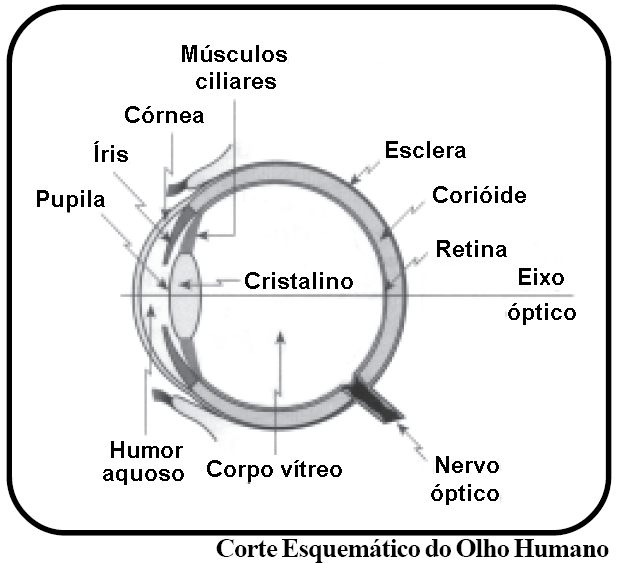 Músculos
ciliares
Córnea
Íris
Pupila
Esclera
Corióide
Retina
Eixo
óptico
Cristalino
Humor
aquoso
Corpo vítreo
Nervo
óptico
Corte Esquemático do Olho Humano